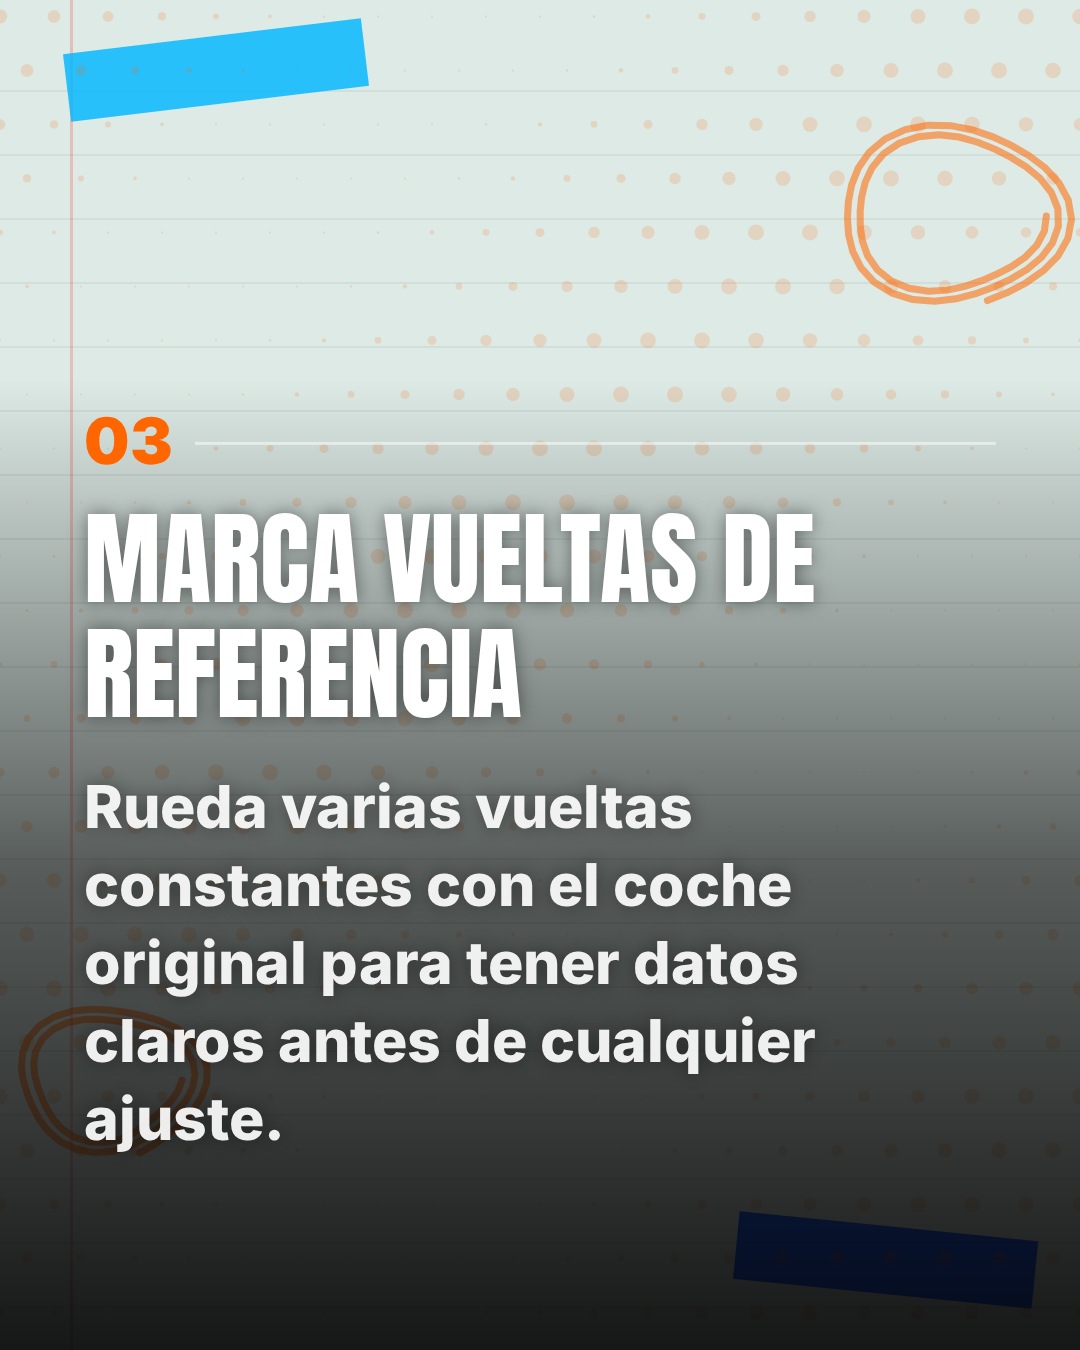 03
MARCA VUELTAS DE
REFERENCIA
Rueda varias vueltas
constantes con el coche
original para tener datos
claros antes de cualquier
ajuste.